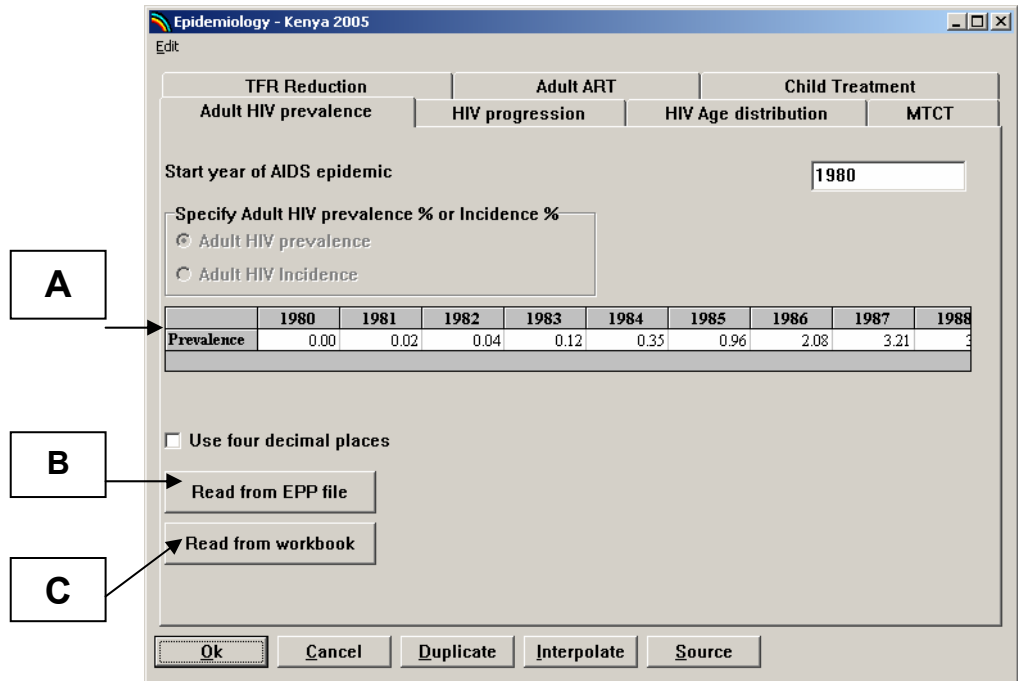 Epidemiology - Kenya 2005
Edit
TFR Reduction Adult ART Child Treatment
Adult HIV prevalence HIV progression HIV Age distribution MTCT
Start year of AIDS epidemic 1980
Specify Adult HIV prevalence % or Incidence %
Adult HIV prevalence
Adult HIV Incidence
A
1980 1981 1982 1983 1984 1985 1986 1987 1988
Prevalence 0.00 0.02 0.04 0.12 0.35 0.96 2.08 3.21
Use four decimal places
B
Read from EPP file
Read from workbook
C
Ok Cancel Duplicate Interpolate Source